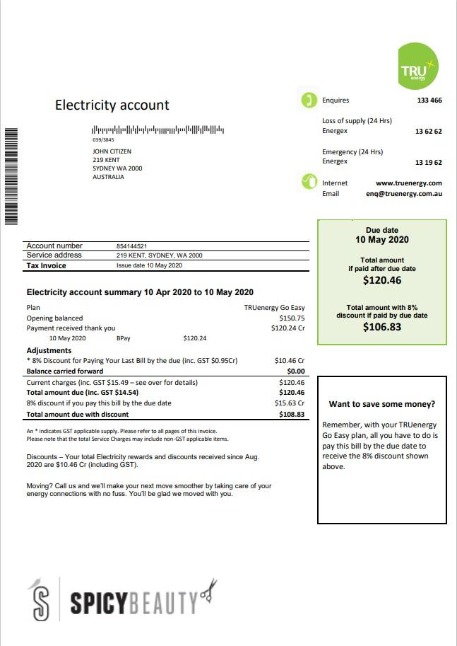 TRU
energy
Electricity account
Enquires 133 466
Loss of supply (24 Hrs)
Energex 13 62 62
Emergency (24 Hrs)
Energex 13 19 62
Internet www.truenergy.com
Email enq@truenergy.com.au
039/3845
JOHN CITIZEN
219 KENT
SYDNEY WA 2000
AUSTRALIA
Due date
10 May 2020
Total amount
if paid after due date
$120.46
Total amount with 8%
discount if paid by due date
$106.83
Account number 854144521
Service address 219 KENT, SYDNEY, WA 2000
Tax Invoice Issue date 10 May 2020
Electricity account summary 10 Apr 2020 to 10 May 2020
Plan TRUenergy Go Easy
Opening balanced $150.75
Payment received thank you $120.24 Cr
10 May 2020 BPay $120.24
Adjustments
* 8% Discount for Paying Your Last Bill by the due (inc. GST $0.95Cr) $10.46 Cr
Balance carried forward $0.00
Current charges (inc. GST $15.49 – see over for details) $120.46
Total amount due (inc. GST $14.54) $120.46
8% discount if you pay this bill by the due date $15.63 Cr
Total amount due with discount $108.83
An * indicates GST applicable supply. Please refer to all pages of this invoice.
Please note that the total Service Charges may include non-GST applicable items.
Discounts – Your total Electricity rewards and discounts received since Aug.
2020 are $10.46 Cr (including GST).
Moving? Call us and we'll make your next move smoother by taking care of your
energy connections with no fuss. You'll be glad we moved with you.
Want to save some money?
Remember, with your TRUenergy
Go Easy plan, all you have to do is
pay this bill by the due date to
receive the 8% discount shown
above.
SPICYBEAUTY